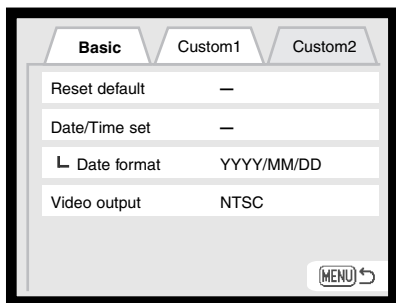 Basic Custom1 Custom2
Reset default —
Date/Time set —
Date format YYYY/MM/DD
Video output NTSC
MENU